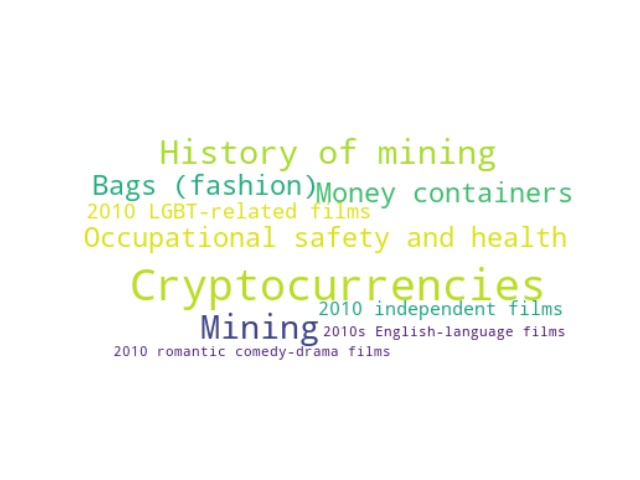 History of mining
Bags (fashion)
Money containers
2010 LGBT-related films
Occupational safety and health
Cryptocurrencies
2010 independent films
Mining
2010s English-language films
2010 romantic comedy-drama films